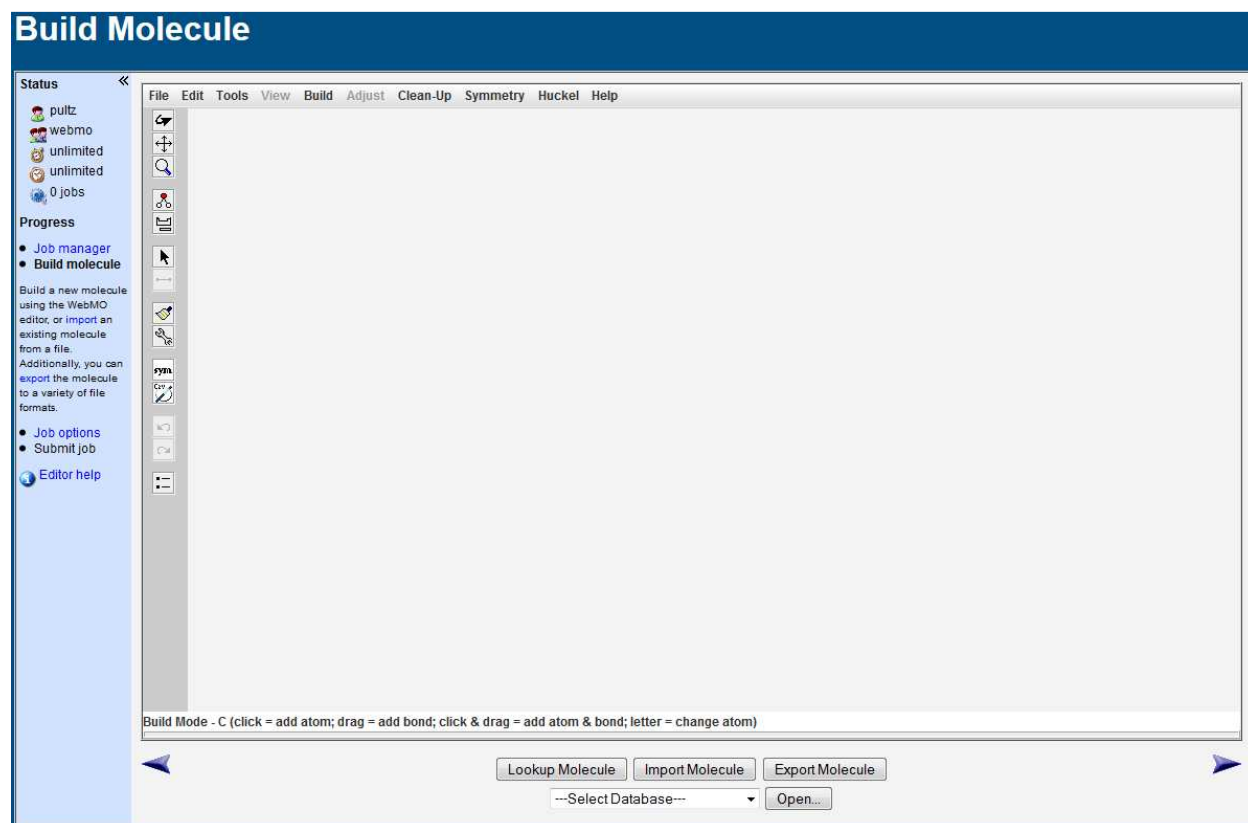 Build Molecule
Status «
pultz
webmo
unlimited
unlimited
0 jobs
Progress
Job manager
Build molecule
Build a new molecule
using the WebMO
editor, or import an
existing molecule
from a file.
Additionally, you can
export the molecule
to a variety of file
formats.
Job options
Submit job
Editor help
File Edit Tools View Build Adjust Clean-Up Symmetry Huckel Help
sym
Build Mode - C (click = add atom; drag = add bond; click & drag = add atom & bond; letter = change atom)
Lookup Molecule Import Molecule Export Molecule
---Select Database--- Open...